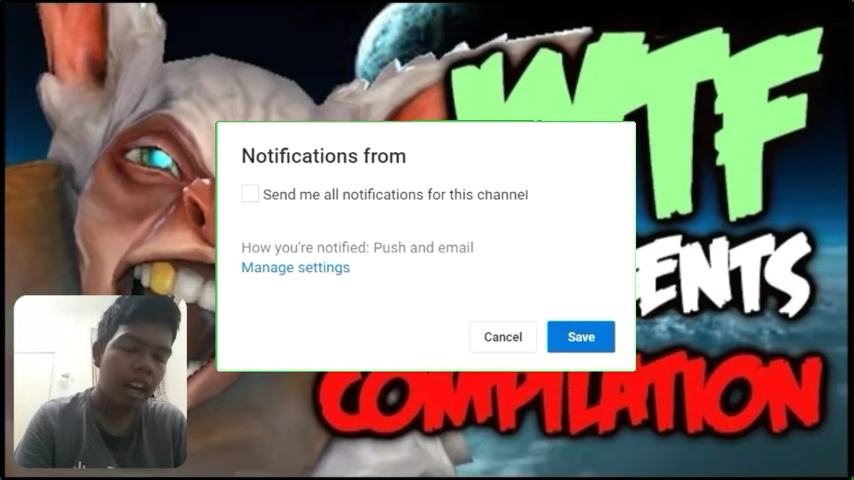 WTF
Notifications from
Send me all notifications for this channel
How you're notified: Push and email
Manage settings
ENTS
Cancel
Save
COMPILATION